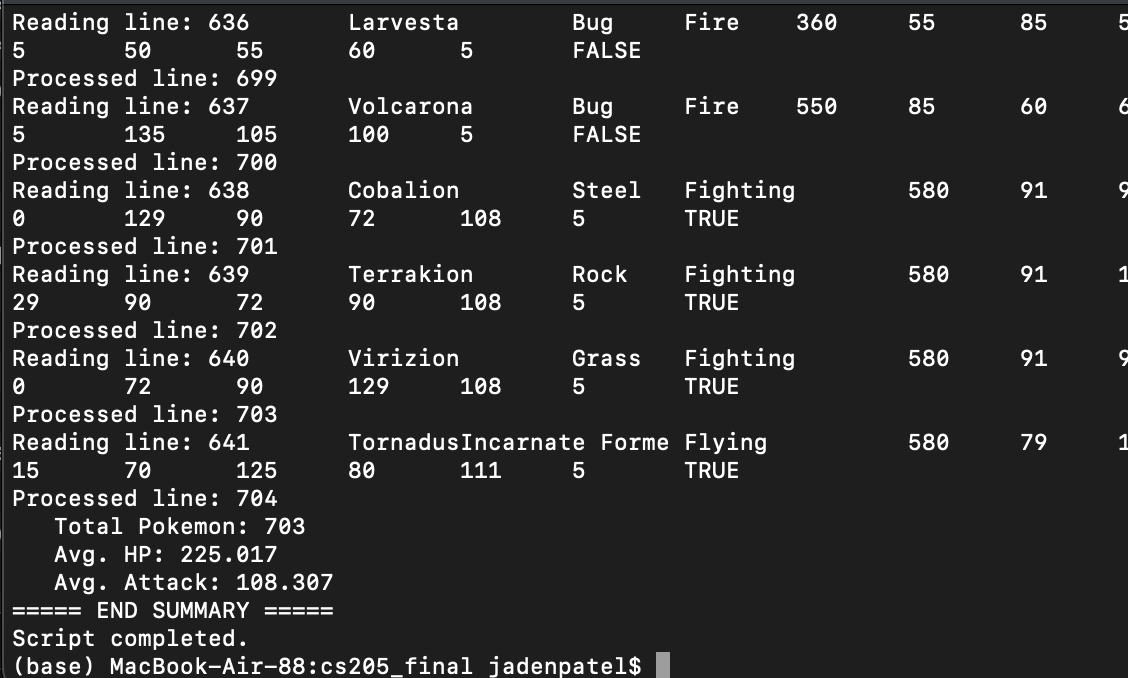 Reading line: 636 Larvesta Bug Fire 360 55 85 5
5 50 55 60 5 FALSE
Processed line: 699
Reading line: 637 Volcarona Bug Fire 550 85 60 6
5 135 105 100 5 FALSE
Processed line: 700
Reading line: 638 Cobalion Steel Fighting 580 91 9
0 129 90 72 108 5 TRUE
Processed line: 701
Reading line: 639 Terrakion Rock Fighting 580 91 1
29 90 72 90 108 5 TRUE
Processed line: 702
Reading line: 640 Virizion Grass Fighting 580 91 9
0 72 90 129 108 5 TRUE
Processed line: 703
Reading line: 641 TornadusIncarnate Forme Flying 580 79 1
15 70 125 80 111 5 TRUE
Processed line: 704
Total Pokemon: 703
Avg. HP: 225.017
Avg. Attack: 108.307
===== END SUMMARY =====
Script completed.
(base) MacBook-Air-88:cs205_final jadenpatel$